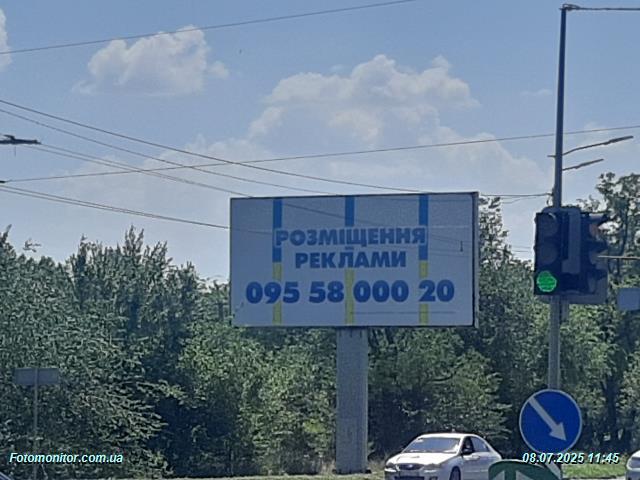 РОЗМІЩЕННЯ
РЕКЛАМИ
095 58 000 20
Fotomonitor.com.ua
08.07.2025 11:45